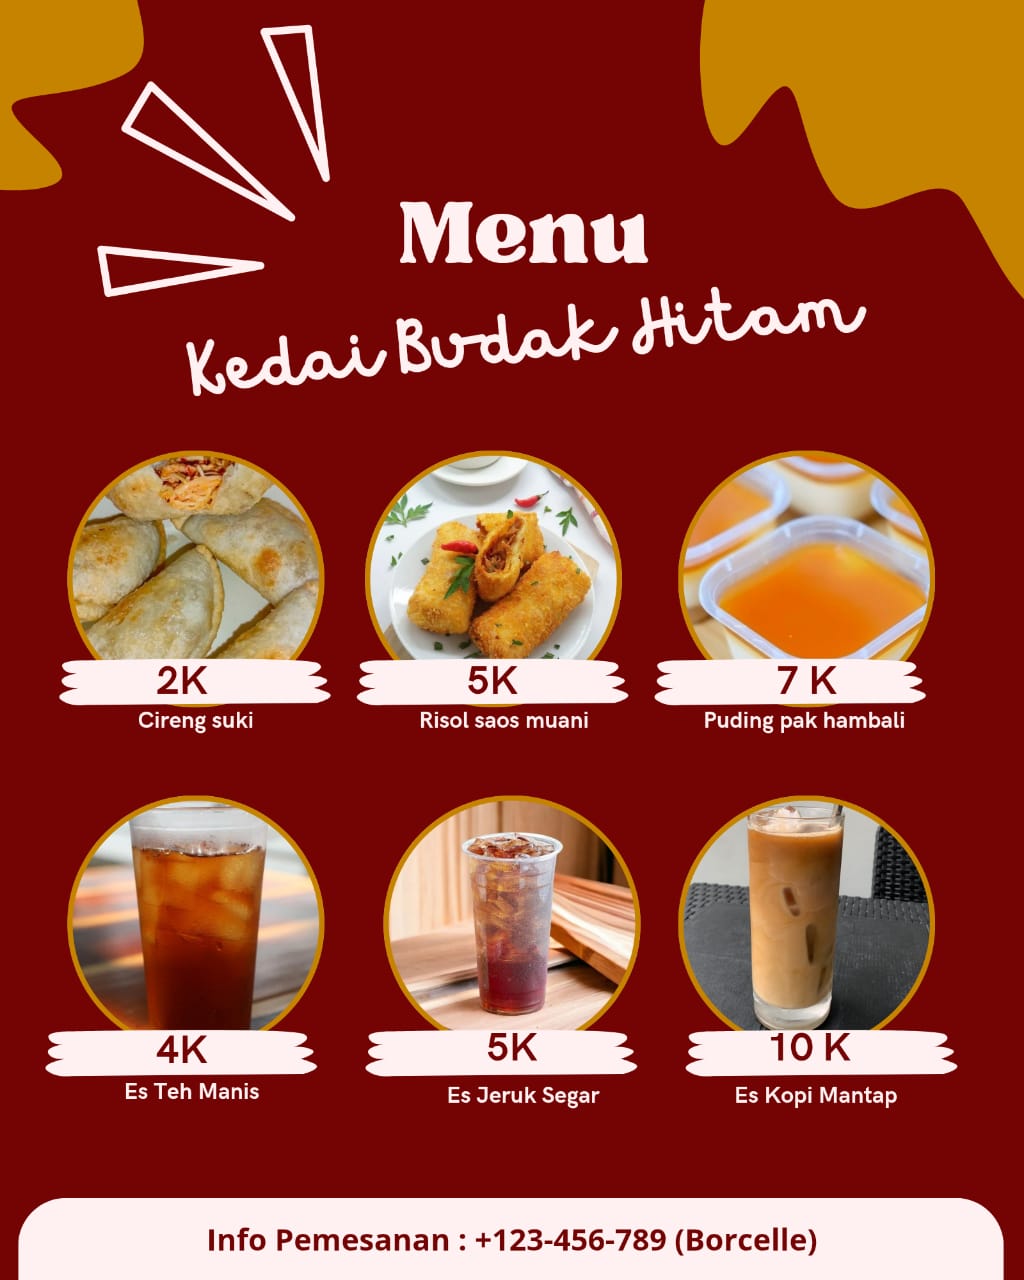 Menu
Kedai Budak Hitam
2K
Cireng suki
5K
Risol saos muani
7 K
Puding pak hambali
4K
Es Teh Manis
5K
Es Jeruk Segar
10 K
Es Kopi Mantap
Info Pemesanan : +123-456-789 (Borcelle)